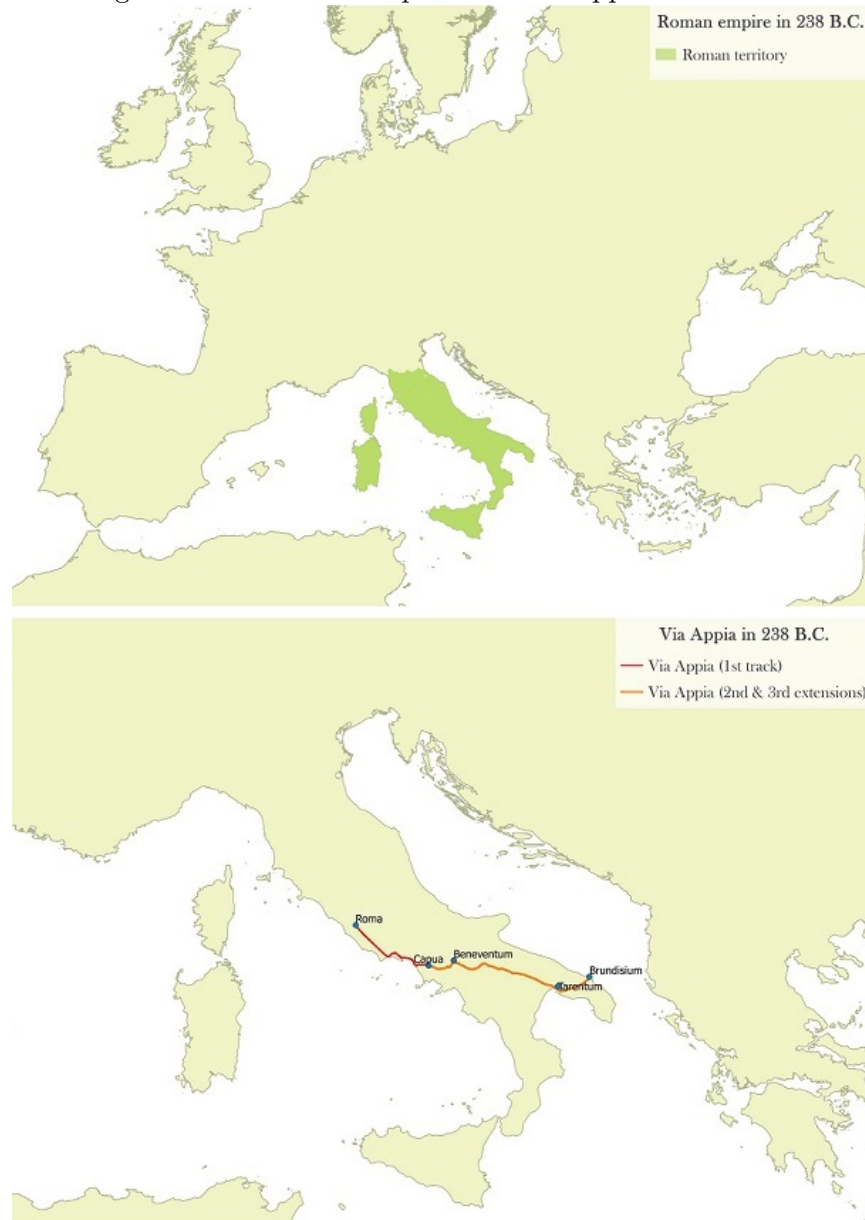 Roman empire in 238 B.C.
Roman territory
Via Appia in 238 B.C.
Via Appia (1st track)
Via Appia (2nd & 3rd extensions)
Roma
Capua
Beneventum
Brundisium
Tarentum